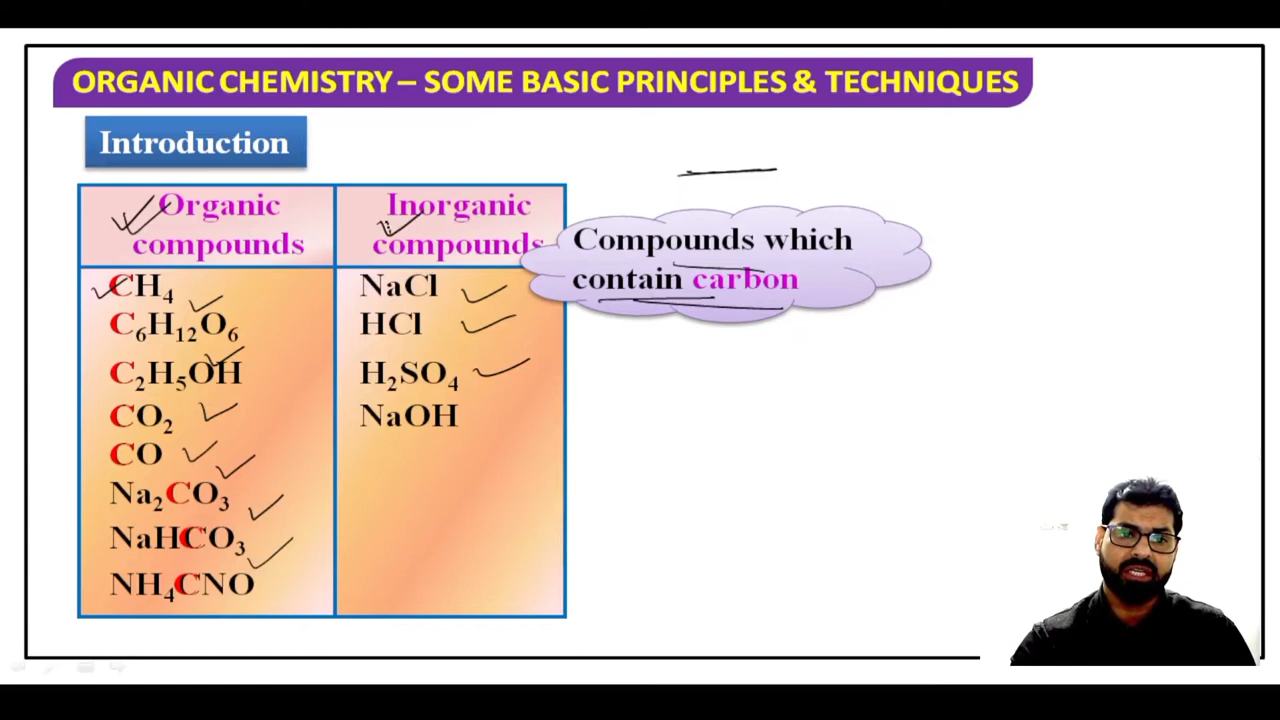 ORGANIC CHEMISTRY – SOME BASIC PRINCIPLES & TECHNIQUES
Introduction
Organic compounds
Inorganic compounds
CH₄
C₆H₁₂O₆
C₂H₅OH
CO₂
CO
Na₂CO₃
NaHCO₃
NH₄CNO
NaCl
HCl
H₂SO₄
NaOH
Compounds which
contain carbon